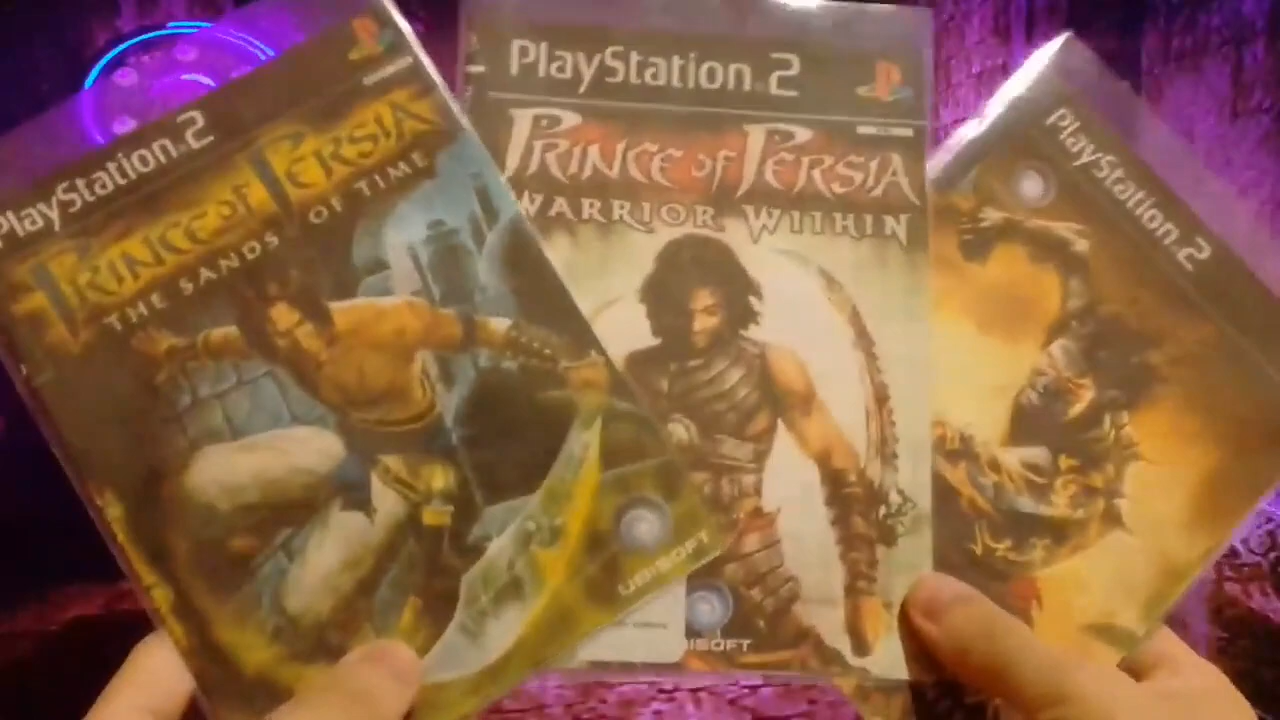 PlayStation 2
PRINCE OF PERSIA
THE SANDS OF TIME
UBISOFT
PlayStation 2
PRINCE OF PERSIA
WARRIOR WITHIN
UBISOFT
PlayStation 2